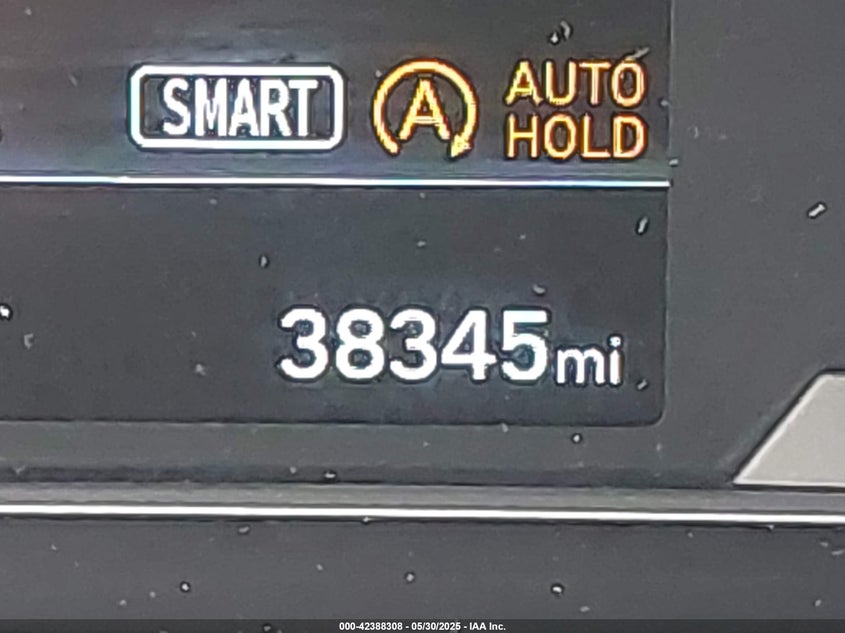 SMART A AUTO
HOLD
38345mi
000-42388308 - 05/30/2025 - IAA Inc.